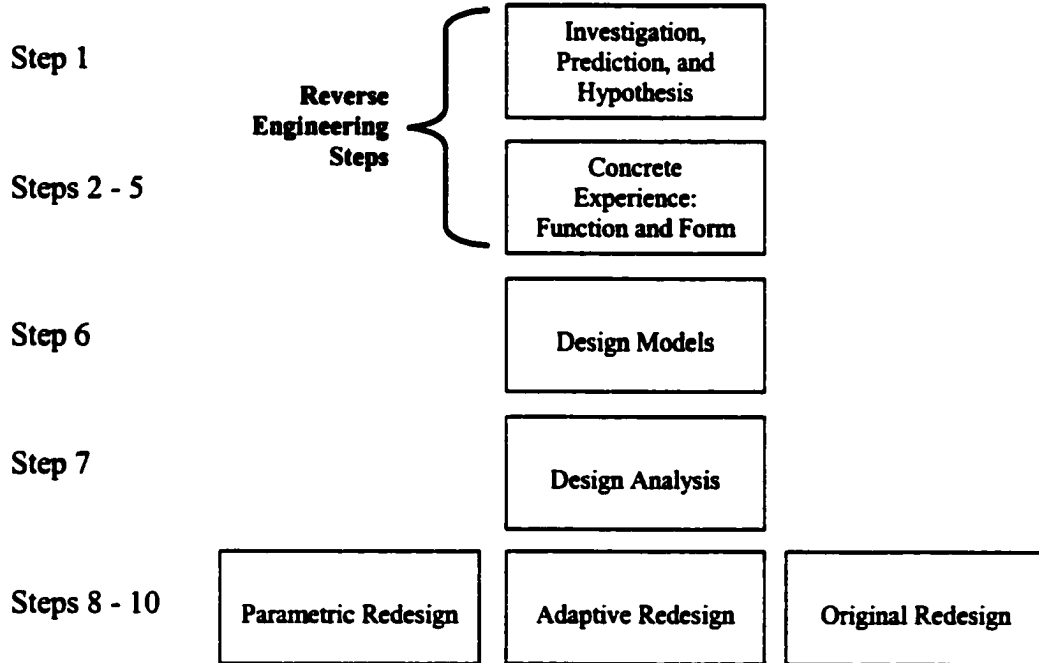 Step 1
Investigation,
Prediction, and
Hypothesis
Reverse
Engineering
Steps
Steps 2 - 5
Concrete
Experience:
Function and Form
Step 6
Design Models
Step 7
Design Analysis
Steps 8 - 10
Parametric Redesign
Adaptive Redesign
Original Redesign